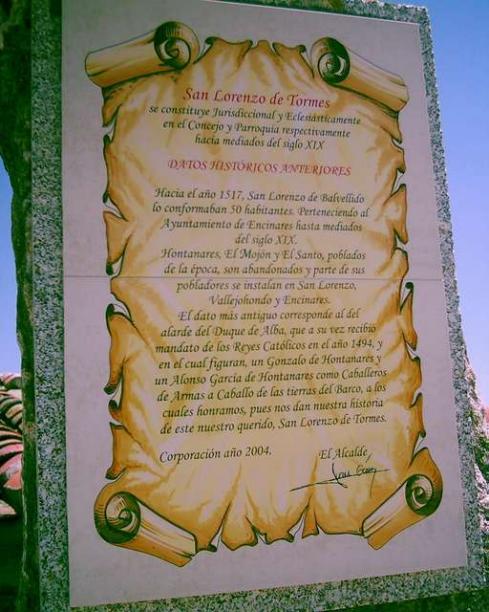 San Lorenzo de Tormes
se constituye Jurisdiccional y Eclesiásticamente
en el Concejo y Parroquia respectivamente
hacia mediados del siglo XIX
DATOS HISTÓRICOS ANTERIORES
Hacia el año 1517, San Lorenzo de Balvellido
lo conformaban 50 habitantes. Perteneciendo al
Ayuntamiento de Encinares hasta mediados
del siglo XIX.
Hontanares, El Mojón y El Santo, poblados
de la época, son abandonados y parte de sus
pobladores se instalan en San Lorenzo,
Vallejohondo y Encinares.
El dato más antiguo corresponde al del
alarde del Duque de Alba, que a su vez recibió
mandato de los Reyes Católicos en el año 1494, y
en el cual figuran, un Gonzalo de Hontanares y
un Alonso García de Hontanares como Caballeros
de Armas a Caballo de las tierras del Barco, a los
cuales honramos, pues nos dan nuestra historia
de este nuestro querido, San Lorenzo de Tormes.
Corporación año 2004. El Alcalde,